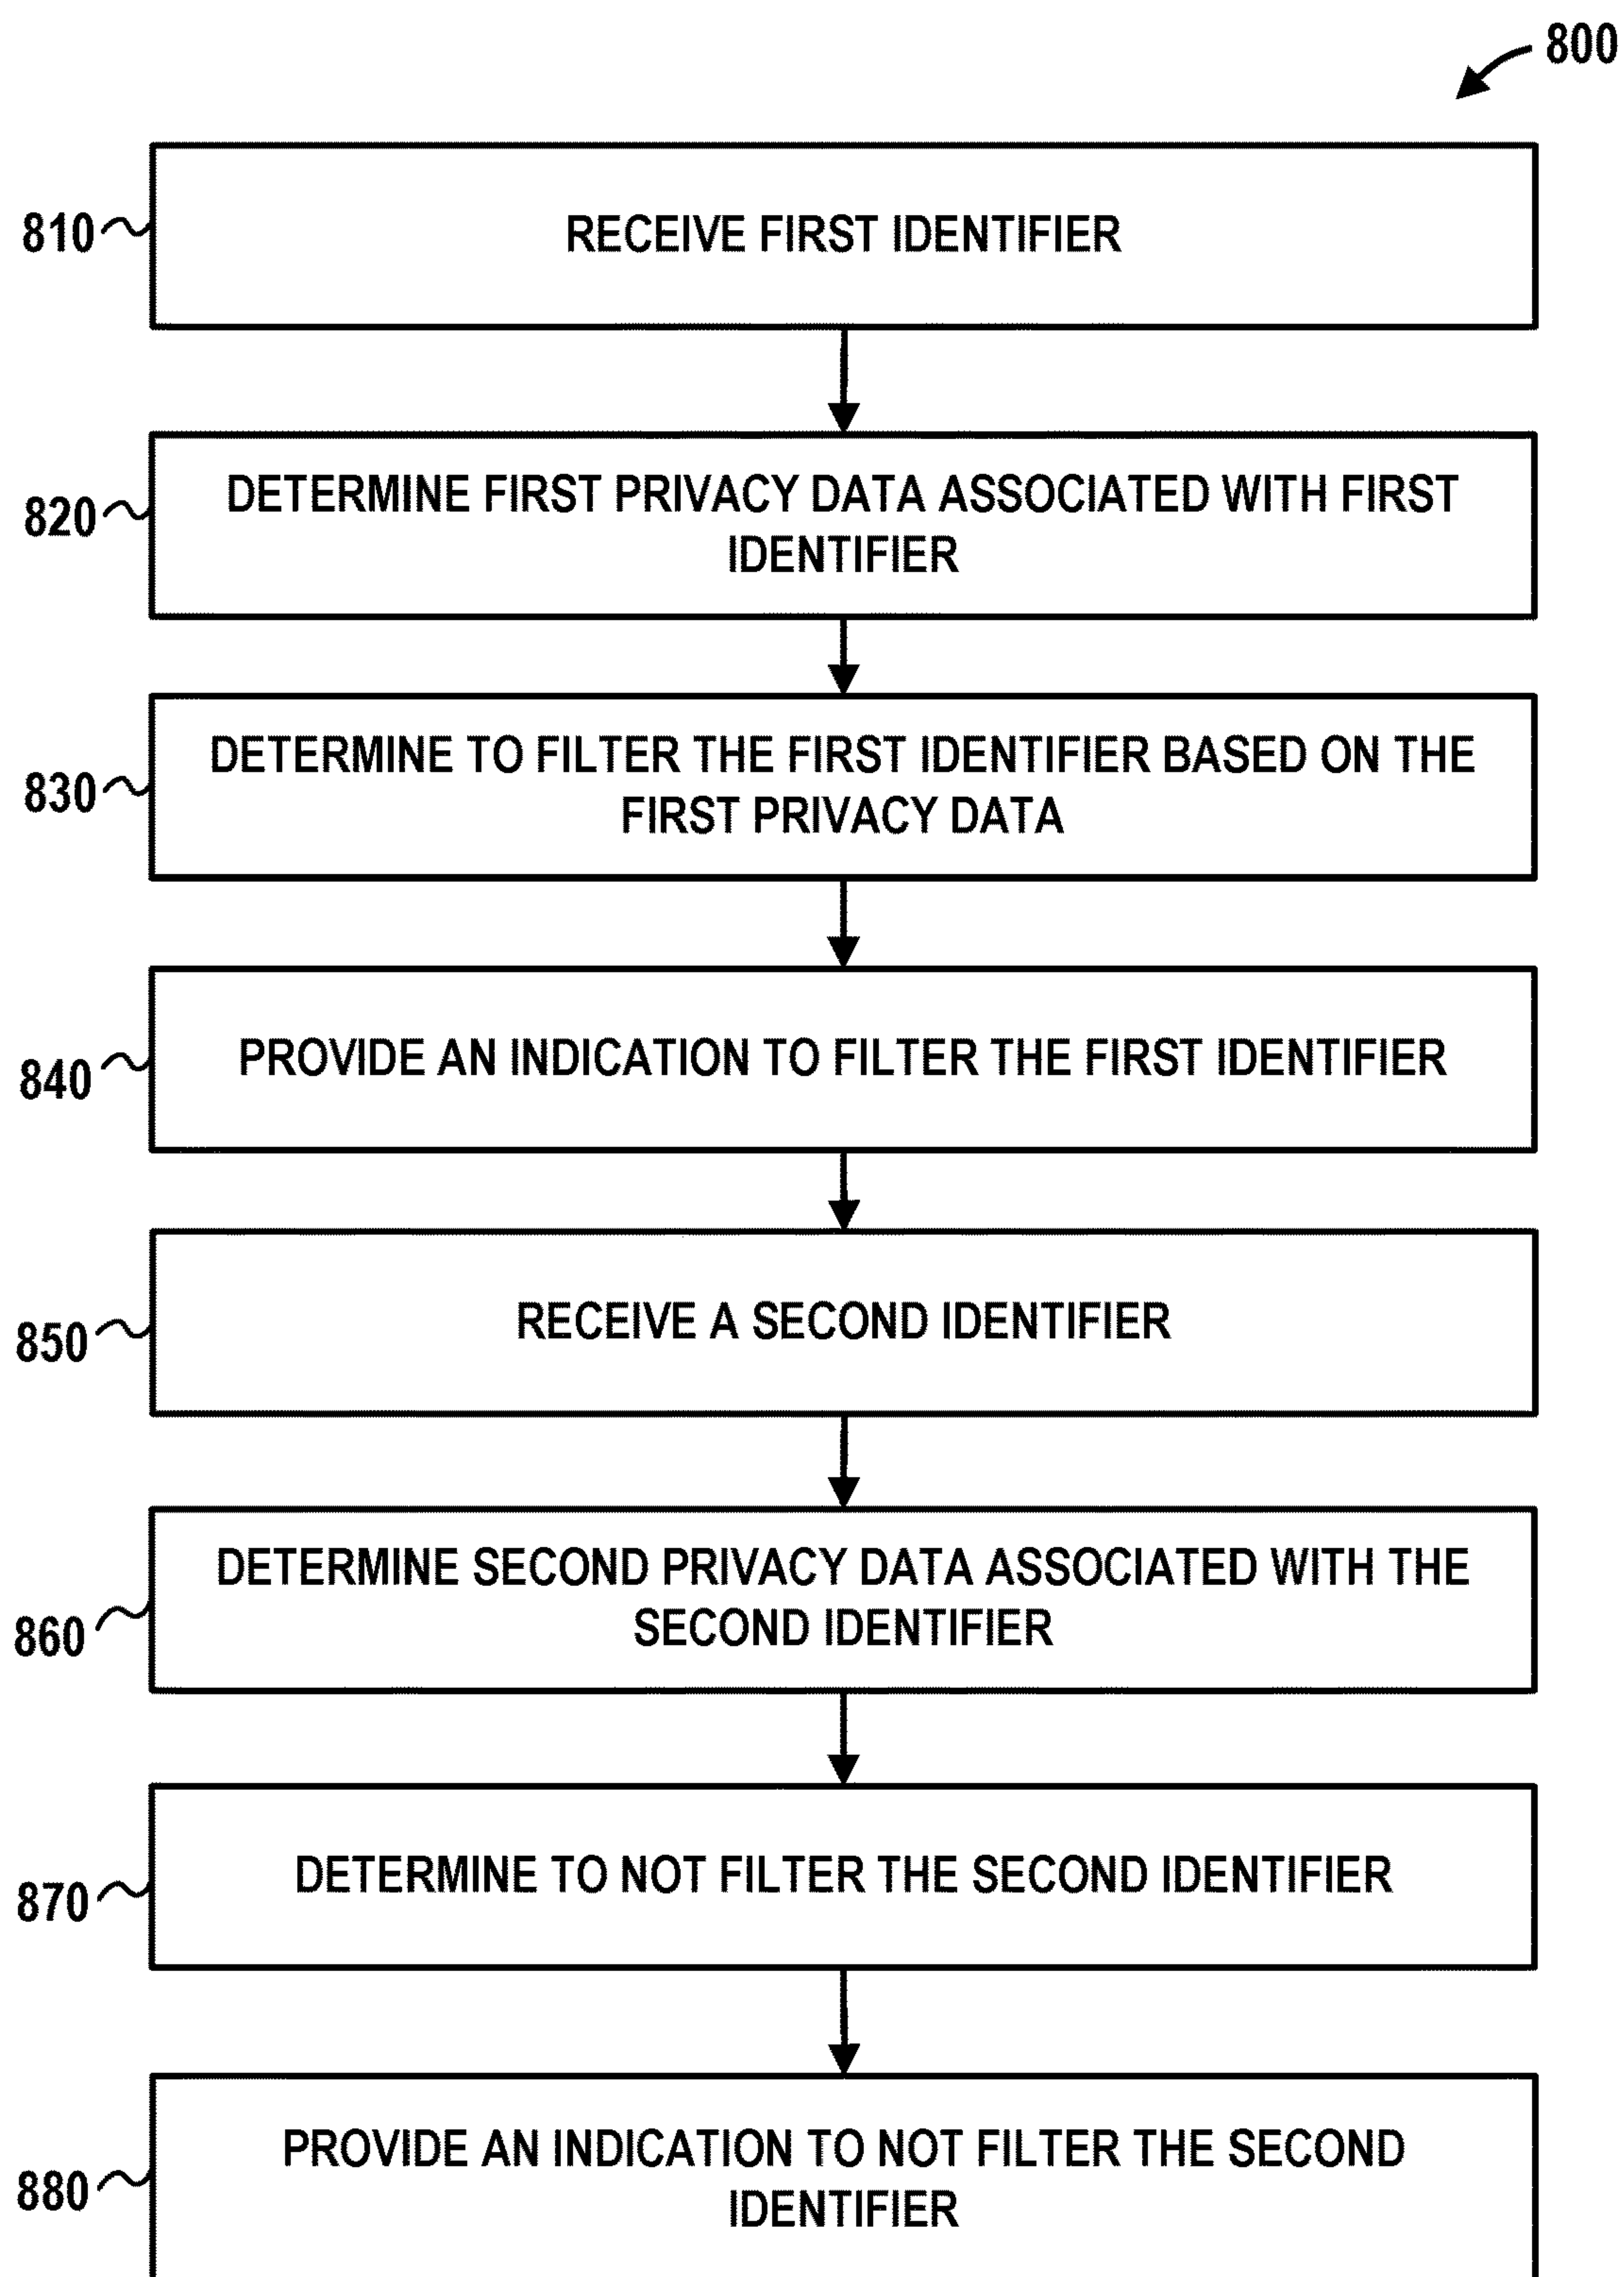 800
810
RECEIVE FIRST IDENTIFIER
820
DETERMINE FIRST PRIVACY DATA ASSOCIATED WITH FIRST
IDENTIFIER
830
DETERMINE TO FILTER THE FIRST IDENTIFIER BASED ON THE
FIRST PRIVACY DATA
840
PROVIDE AN INDICATION TO FILTER THE FIRST IDENTIFIER
850
RECEIVE A SECOND IDENTIFIER
860
DETERMINE SECOND PRIVACY DATA ASSOCIATED WITH THE
SECOND IDENTIFIER
870
DETERMINE TO NOT FILTER THE SECOND IDENTIFIER
880
PROVIDE AN INDICATION TO NOT FILTER THE SECOND
IDENTIFIER